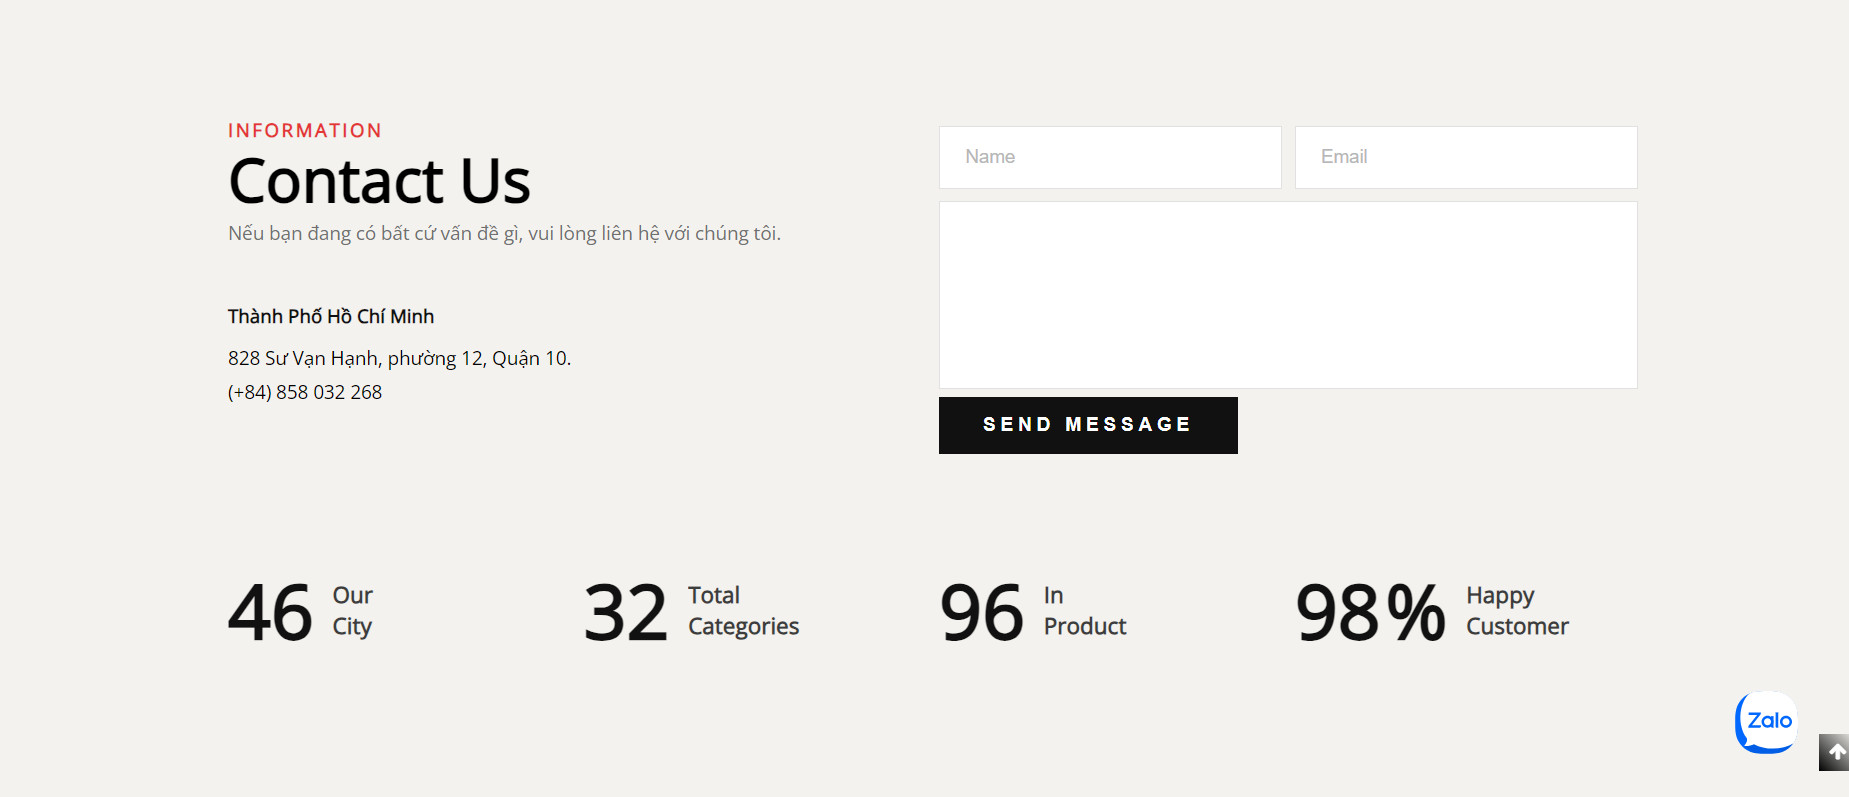 INFORMATION
Contact Us
Nếu bạn đang có bất cứ vấn đề gì, vui lòng liên hệ với chúng tôi.
Thành Phố Hồ Chí Minh
828 Sư Vạn Hạnh, phường 12, Quận 10.
(+84) 858 032 268
Name
Email
SEND MESSAGE
46
Our
City
32
Total
Categories
96
In
Product
98%
Happy
Customer
Zalo